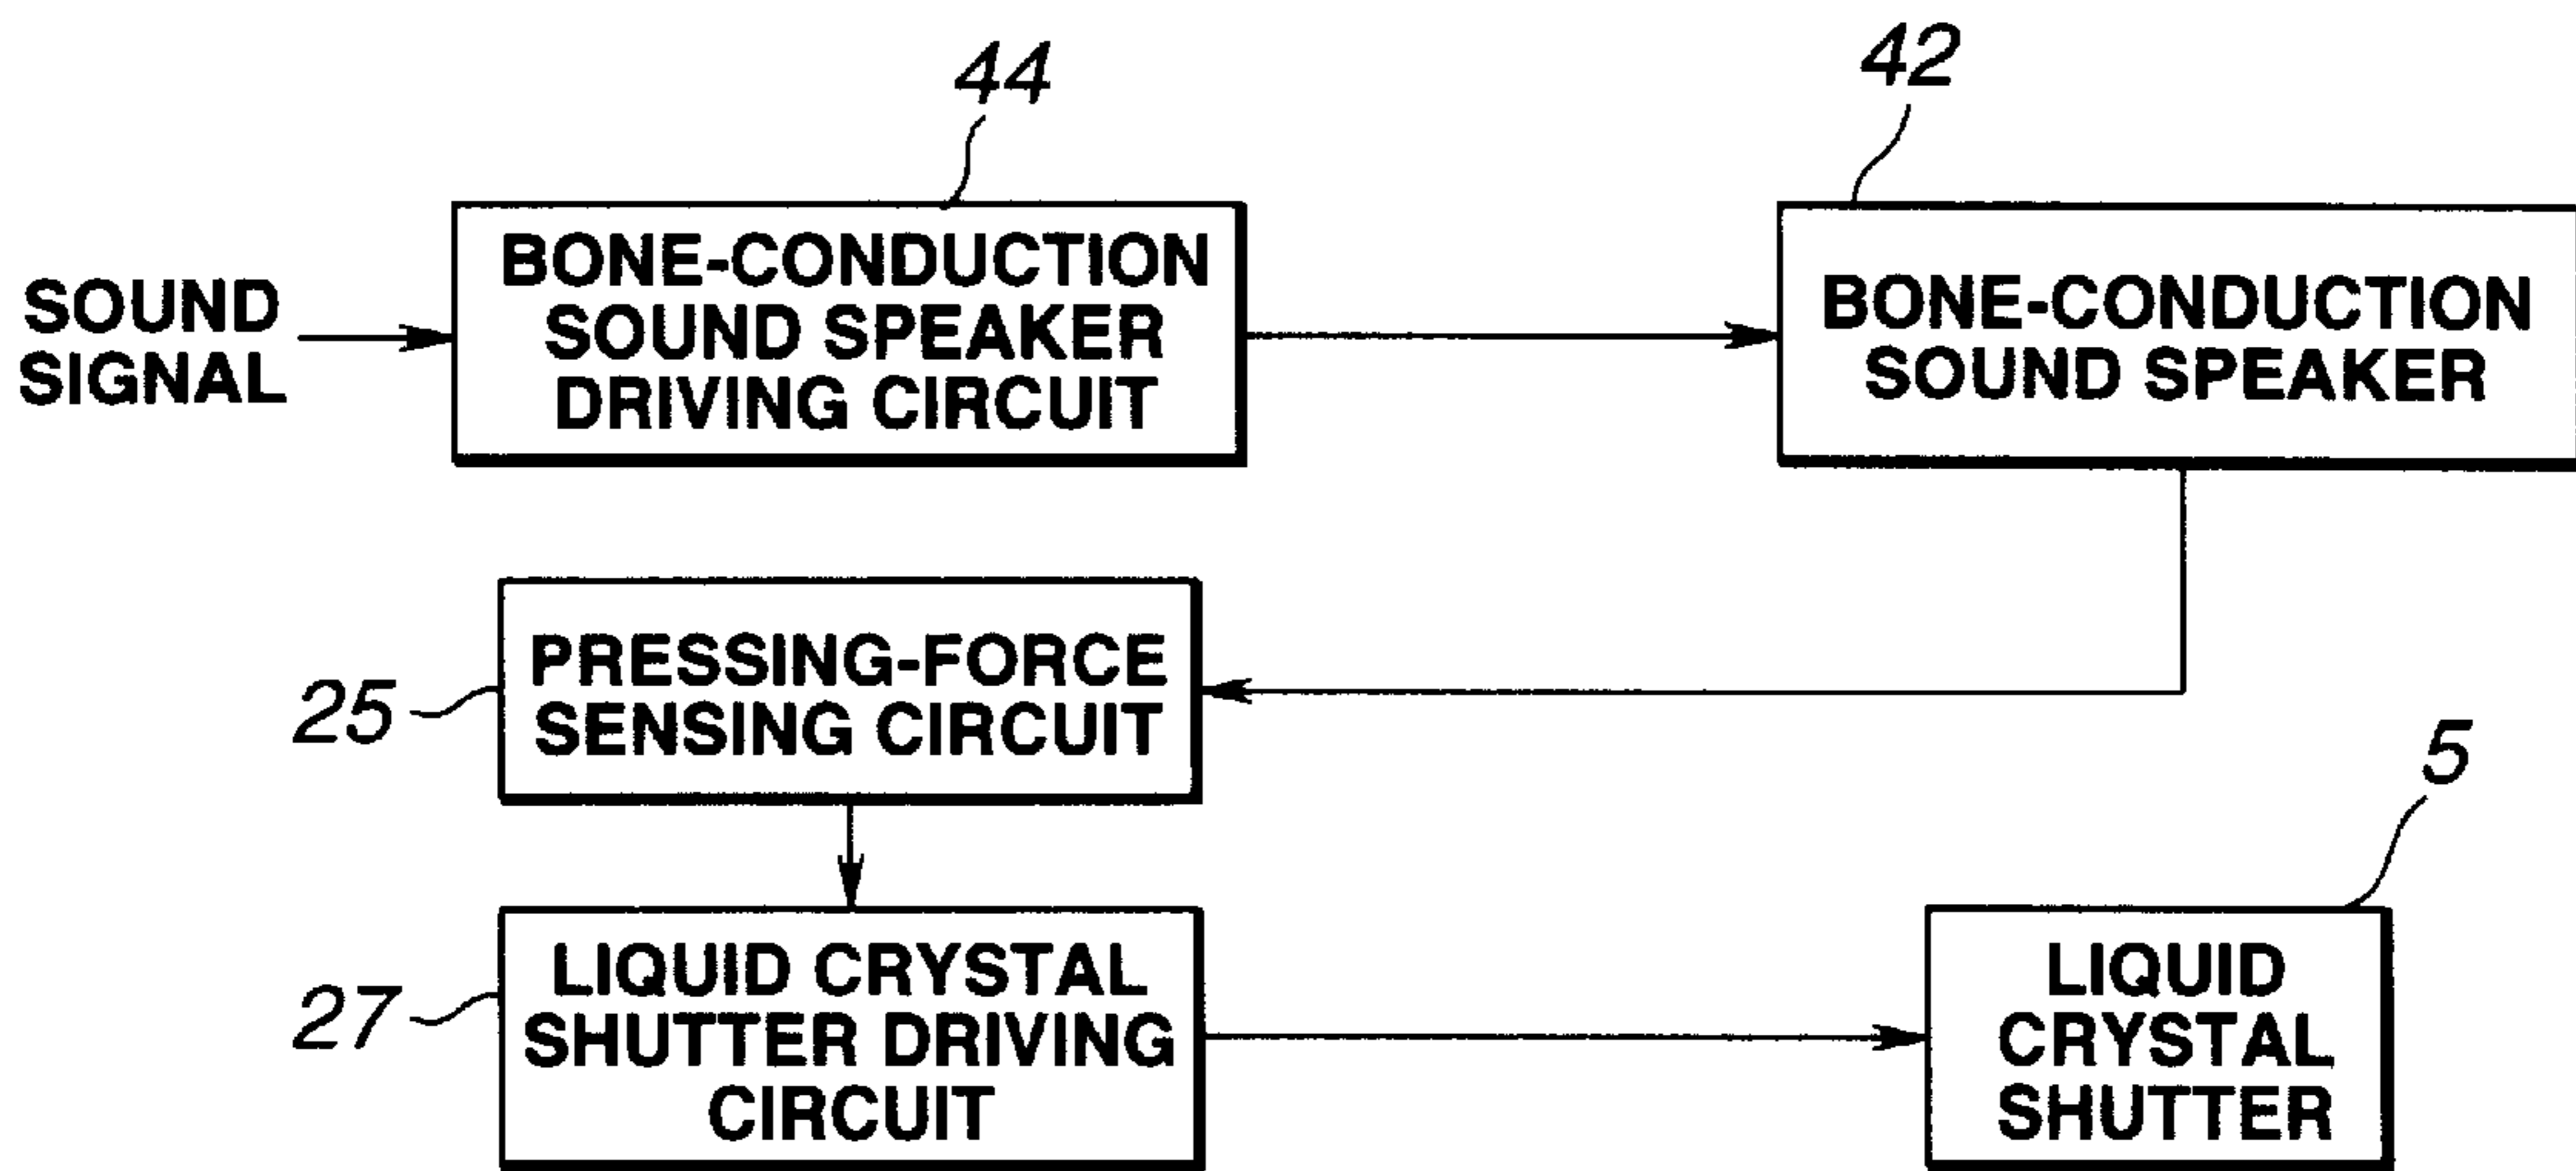 44
42
SOUND
SIGNAL
BONE-CONDUCTION
SOUND SPEAKER
DRIVING CIRCUIT
BONE-CONDUCTION
SOUND SPEAKER
25
PRESSING-FORCE
SENSING CIRCUIT
5
27
LIQUID CRYSTAL
SHUTTER DRIVING
CIRCUIT
LIQUID
CRYSTAL
SHUTTER